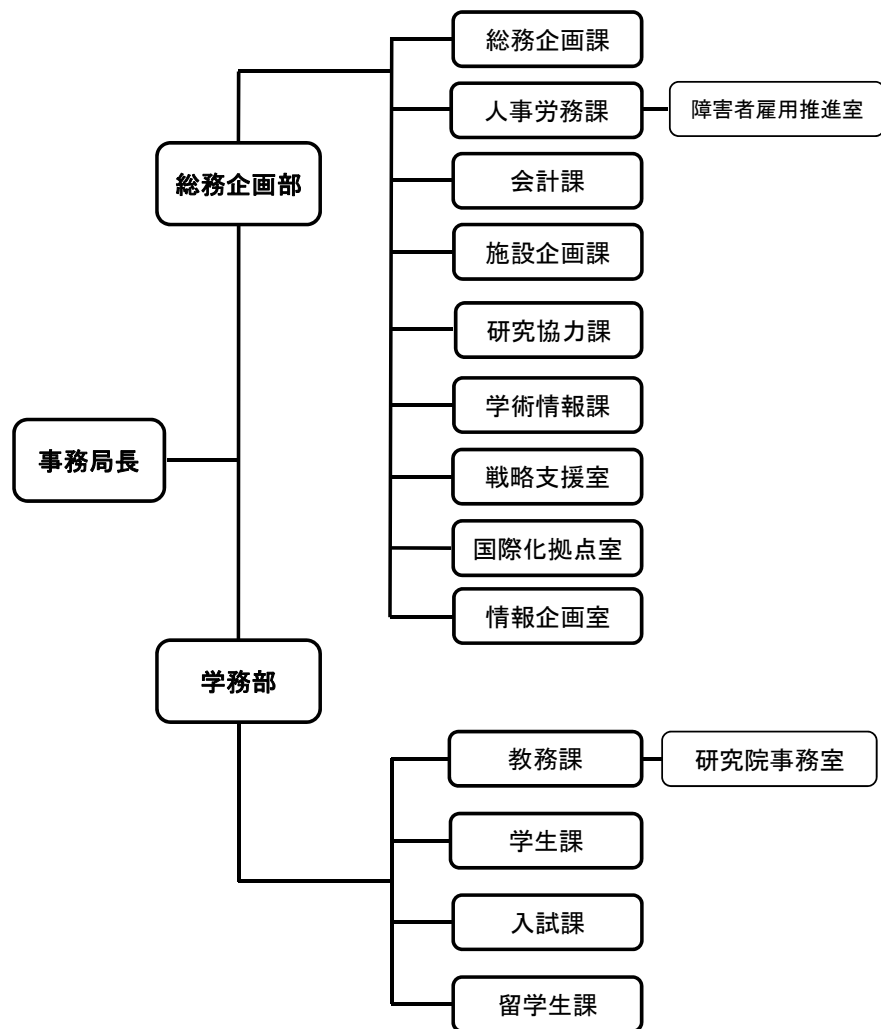 総務企画課
人事労務課
障害者雇用推進室
総務企画部
会計課
施設企画課
研究協力課
学術情報課
事務局長
戦略支援室
国際化拠点室
情報企画室
学務部
教務課
研究院事務室
学生課
入試課
留学生課